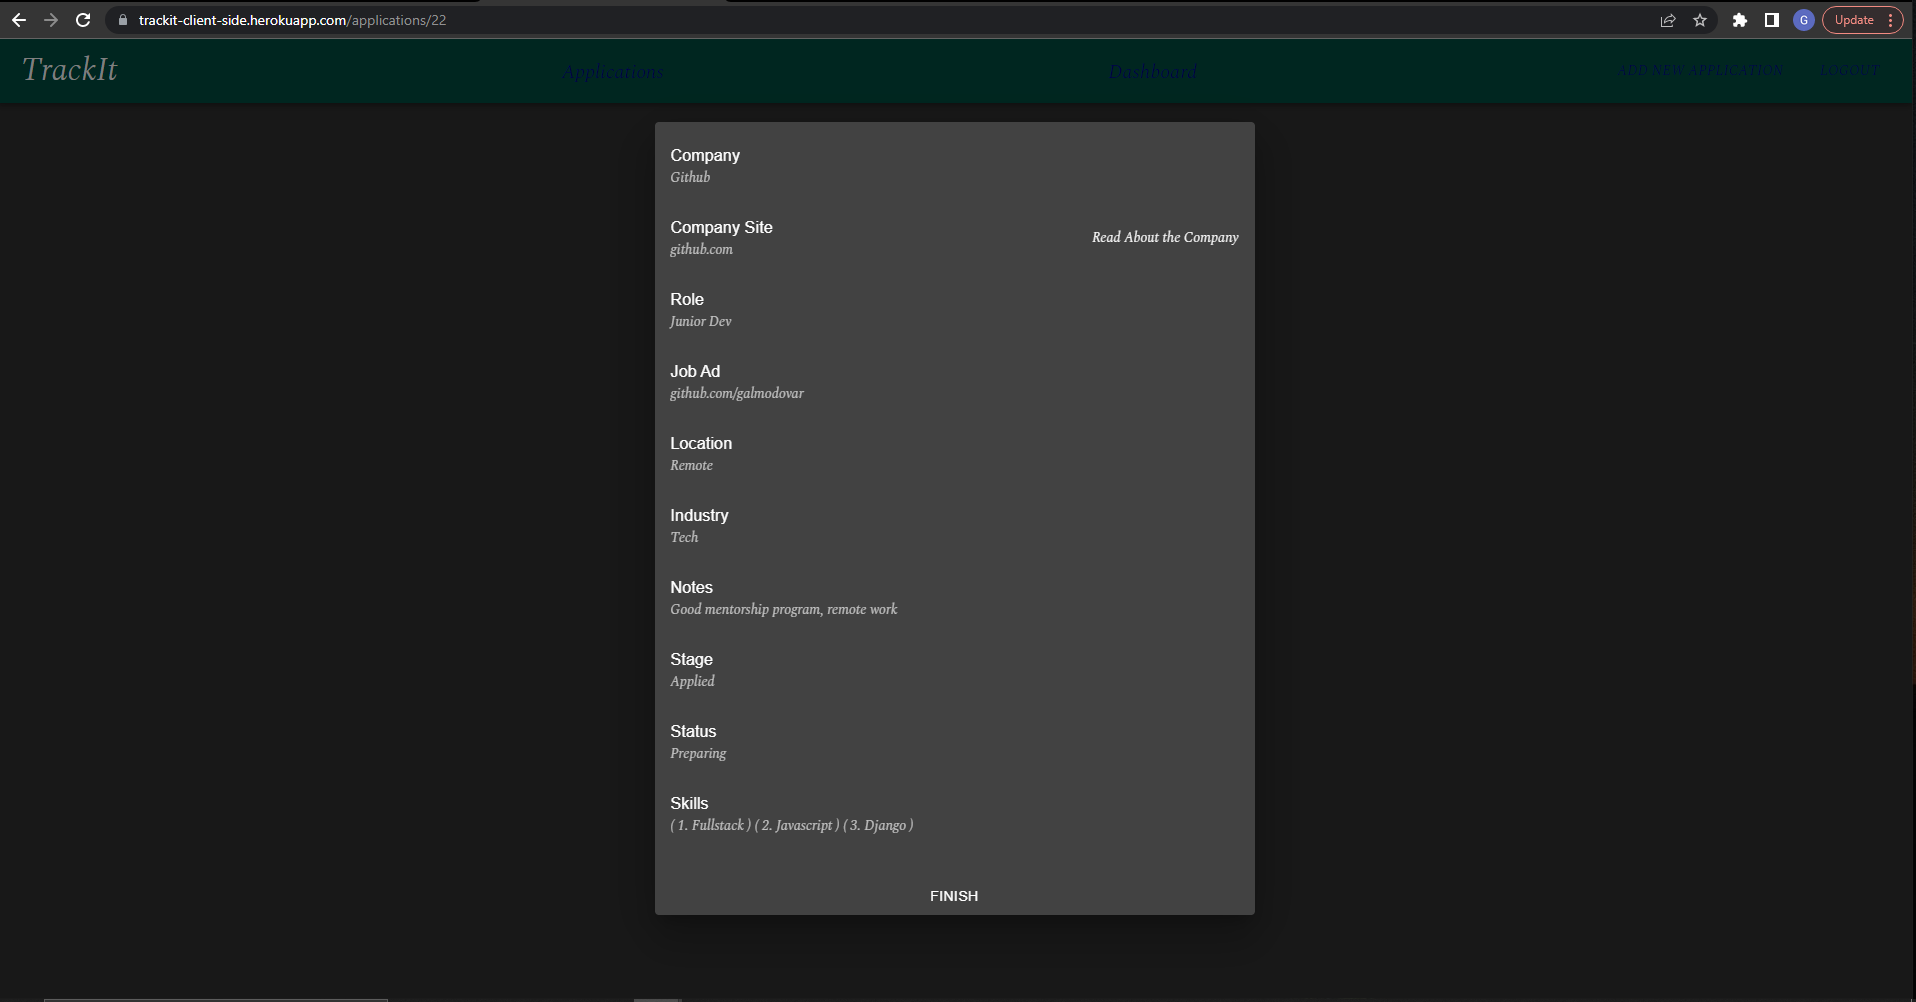 trackit-client-side.herokuapp.com/applications/22
G
Update
TrackIt
Applications
Dashboard
ADD NEW APPLICATION
LOGOUT
Company
Github
Company Site
github.com
Read About the Company
Role
Junior Dev
Job Ad
github.com/galmodovar
Location
Remote
Industry
Tech
Notes
Good mentorship program, remote work
Stage
Applied
Status
Preparing
Skills
( 1. Fullstack ) ( 2. Javascript ) ( 3. Django )
FINISH